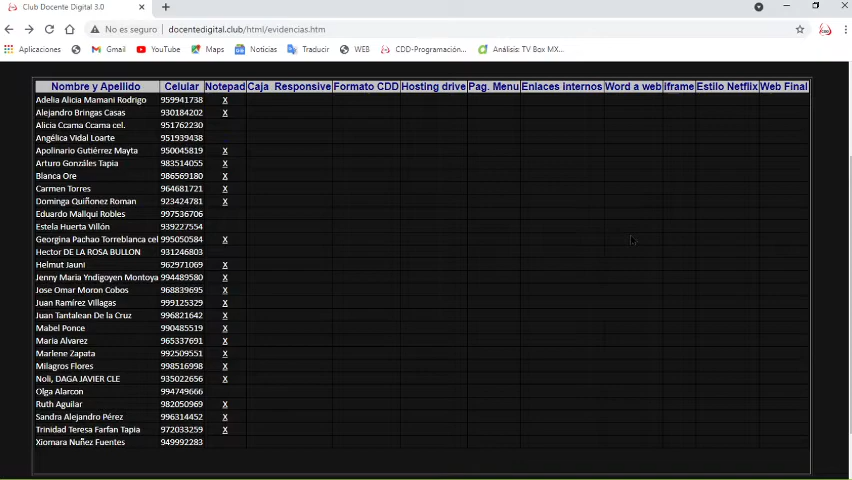 Club Docente Digital 3.0
No es seguro | docentedigital.club/html/evidencias.htm
Aplicaciones Gmail YouTube Maps Noticias Traducir WEB CDD-Programación... Análisis: TV Box MX...
Nombre y Apellido Celular Notepad Caja Responsive Formato CDD Hosting drive Pag. Menu Enlaces internos Word a web iframe Estilo Netflix Web Final
Adelia Alicia Mamani Rodrigo 959941738 X
Alejandro Bringas Casas 930184202 X
Alicia Ccama Ccama cel. 951762230
Angélica Vidal Loarte 951939438
Apolinario Gutiérrez Mayta 950045819 X
Arturo Gonzáles Tapia 983514055 X
Blanca Ore 986569180 X
Carmen Torres 964681721 X
Dominga Quiñonez Roman 923424781 X
Eduardo Mallqui Robles 997536706
Estela Huerta Villón 939227554
Georgina Pachao Torreblanca cel 995050584 X
Hector DE LA ROSA BULLON 931246803
Helmut Jauni 962971069 X
Jenny Maria Yndigoyen Montoya 994489580 X
Jose Omar Moron Cobos 968839695 X
Juan Ramírez Villagas 999125329 X
Juan Tantalean De la Cruz 996821642 X
Mabel Ponce 990485519 X
Maria Alvarez 965337691 X
Marlene Zapata 992509551 X
Milagros Flores 998516998 X
Noli, DAGA JAVIER CLE 935022656 X
Olga Alarcon 994749666
Ruth Aguilar 982050969 X
Sandra Alejandro Pérez 996314452 X
Trinidad Teresa Farfan Tapia 972033259 X
Xiomara Nuñez Fuentes 949992283